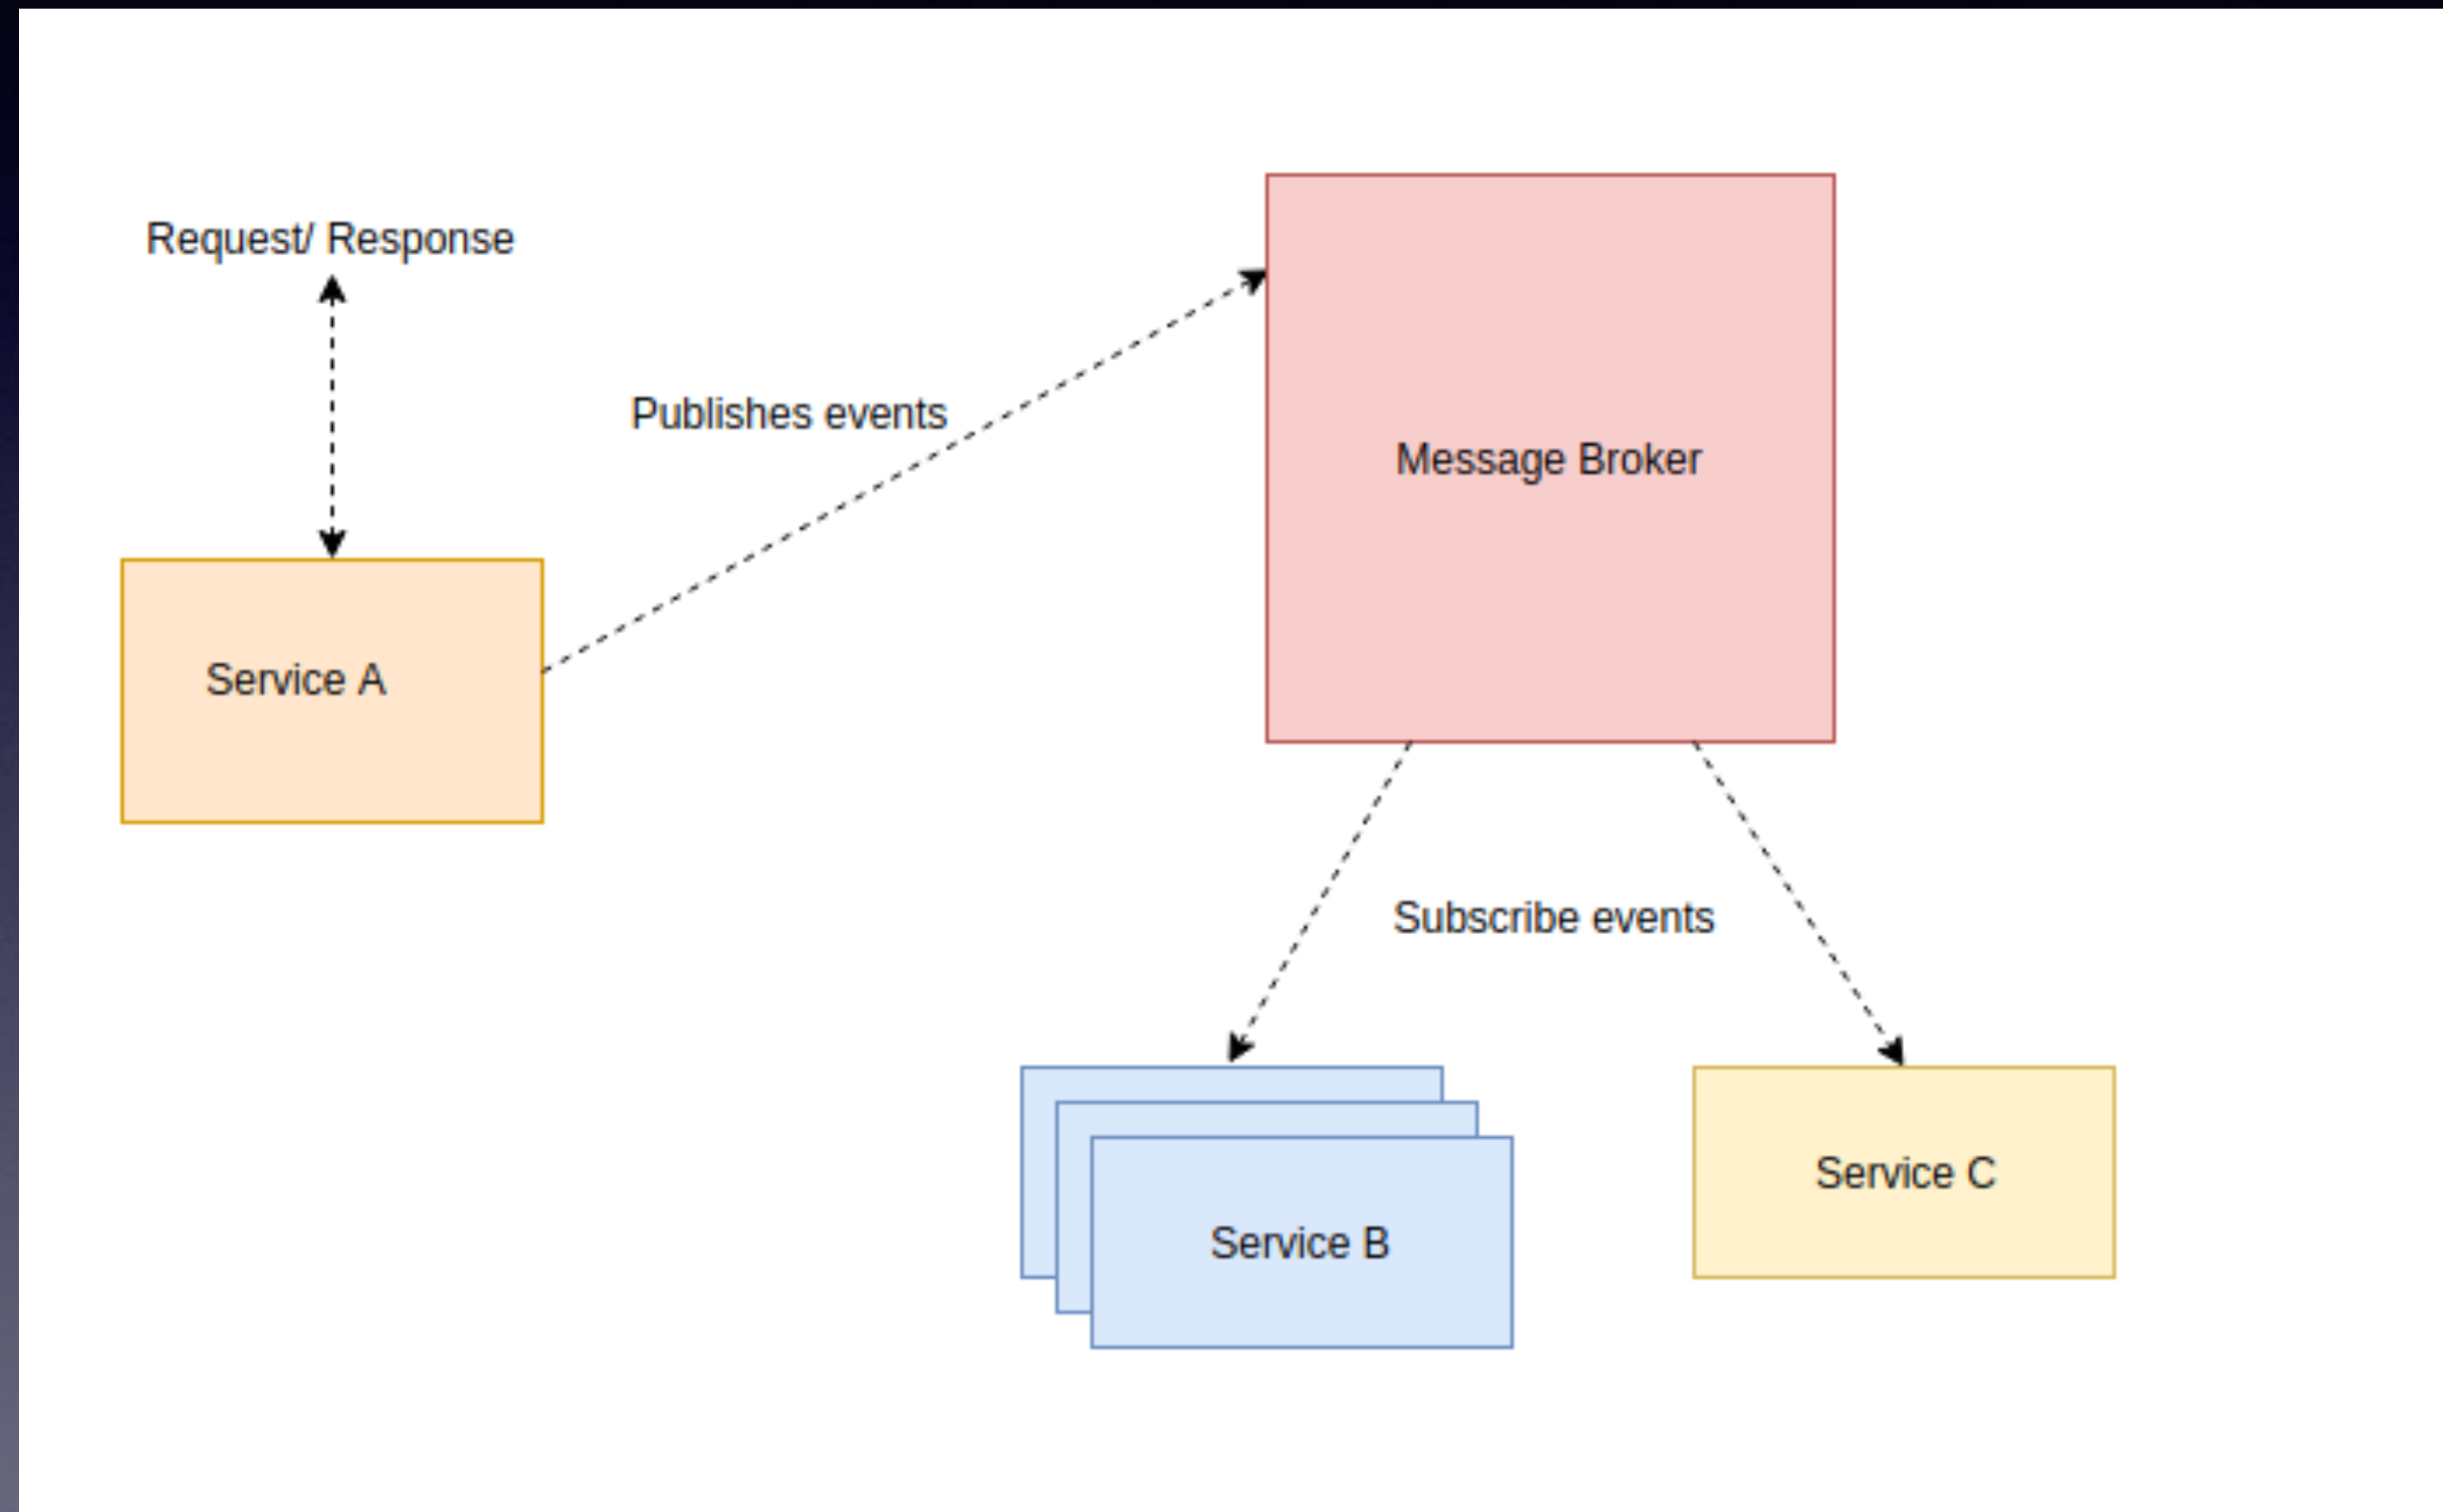 Request/ Response
Publishes events
Message Broker
Service A
Subscribe events
Service B
Service C